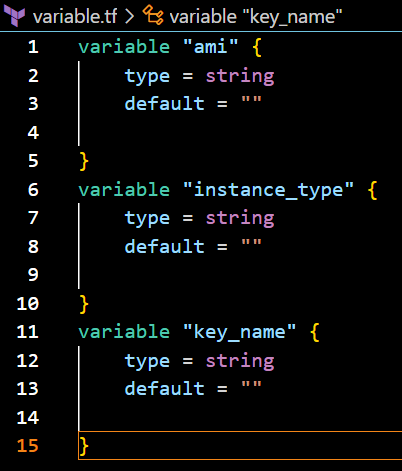 variable.tf > variable "key_name"
1 variable "ami" {
2 type = string
3 default = ""
4
5 }
6 variable "instance_type" {
7 type = string
8 default = ""
9
10 }
11 variable "key_name" {
12 type = string
13 default = ""
14
15 }